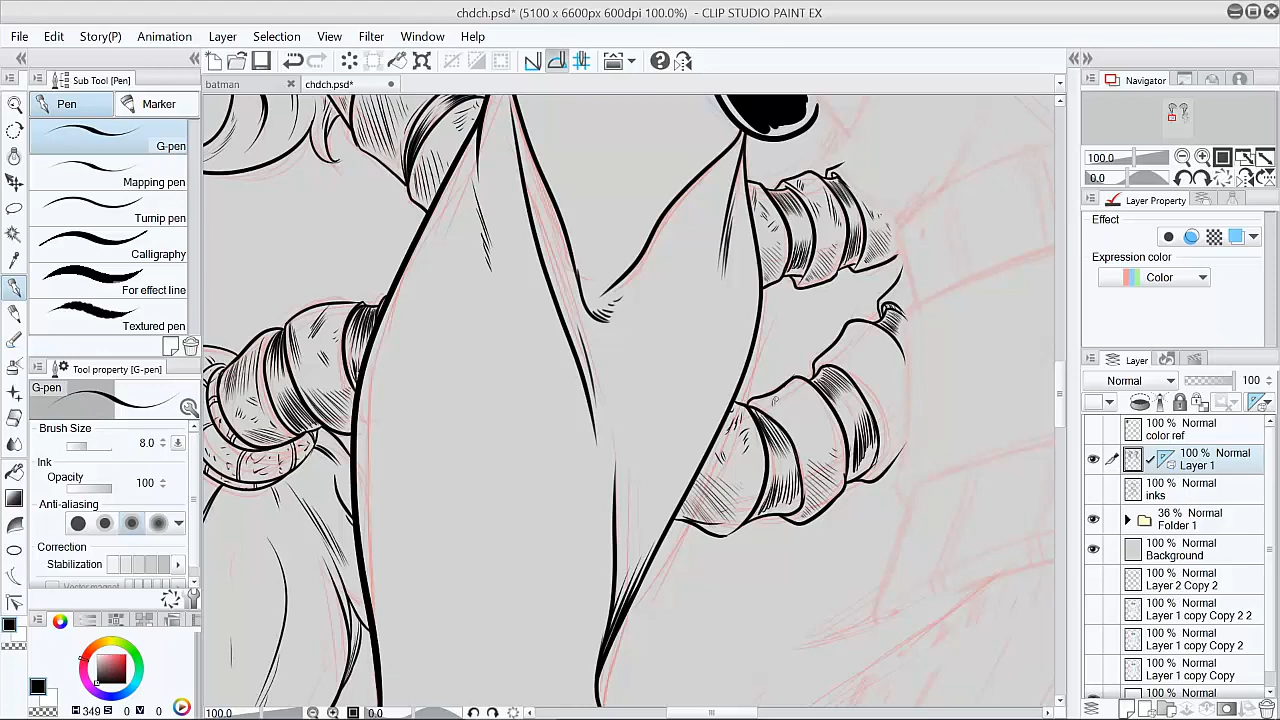 chdch.psd* (5100 x 6600px 600dpi 100.0%) - CLIP STUDIO PAINT EX
File Edit Story(P) Animation Layer Selection View Filter Window Help
Sub Tool [Pen]
Pen Marker
G-pen
Mapping pen
Turnip pen
Calligraphy
For effect line
Textured pen
Tool property [G-pen]
G-pen
Brush Size
8.0
Ink
Opacity
100
Anti-aliasing
Correction
Stabilization
Vector magnet
H 349 S 0 V 0
batman chdch.psd*
100.0 0.0
Navigator
100.0
0.0
Layer Property
Effect
Expression color
Color
Layer
Normal 100
100 % Normal
color ref
100 % Normal
Layer 1
100 % Normal
inks
36 % Normal
Folder 1
100 % Normal
Background
100 % Normal
Layer 2 Copy 2
100 % Normal
Layer 1 copy Copy 2 2
100 % Normal
Layer 1 copy Copy 2
100 % Normal
Layer 1 copy Copy
100 % Normal